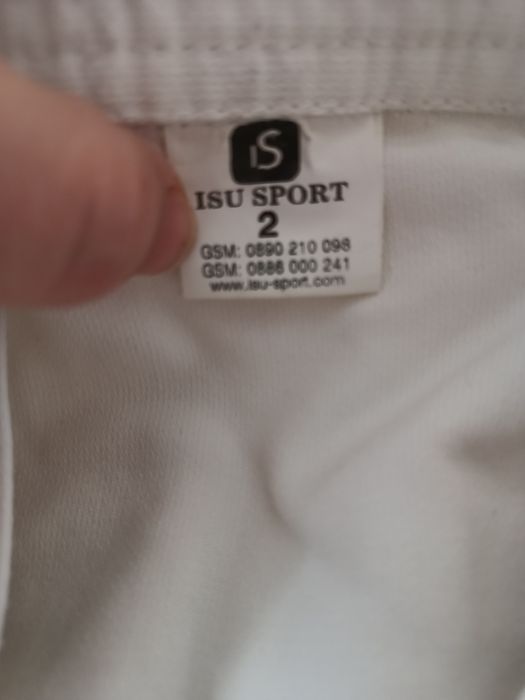 iS
ISU SPORT
2
GSM: 0890 210 098
GSM: 0886 000 241
www.isu-sport.com